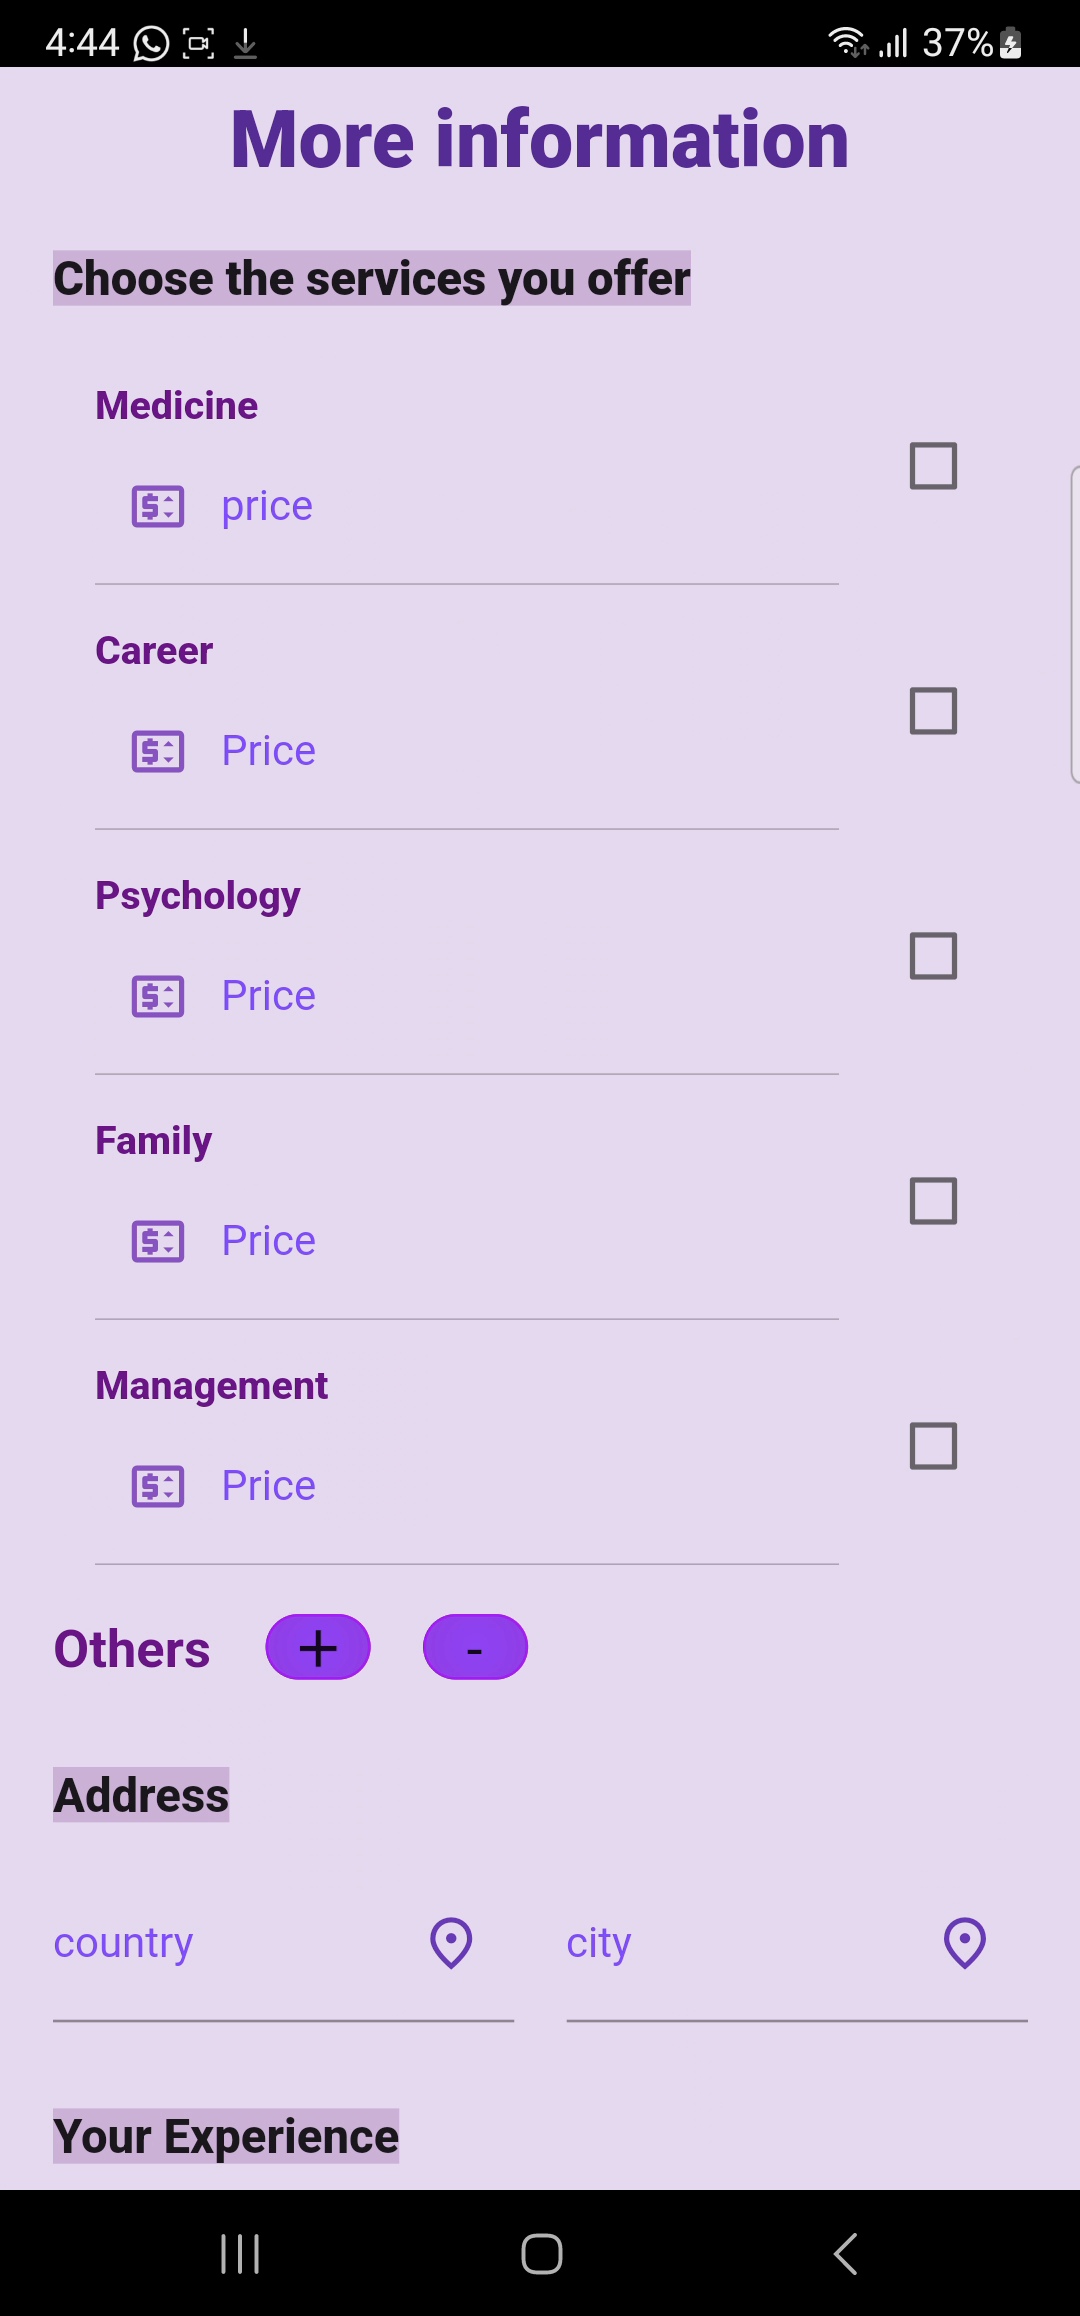 4:44 37%
More information
Choose the services you offer
Medicine
price
Career
Price
Psychology
Price
Family
Price
Management
Price
Others + -
Address
country city
Your Experience